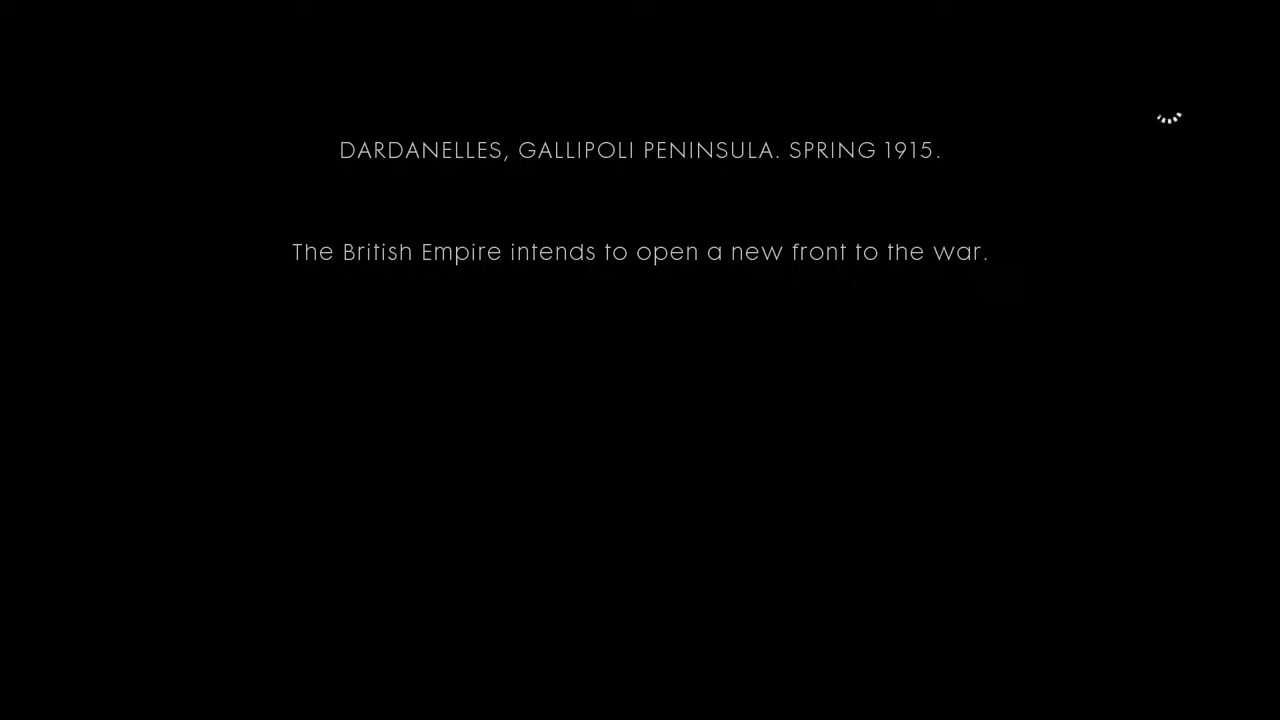 DARDANELLES, GALLIPOLI PENINSULA. SPRING 1915.
The British Empire intends to open a new front to the war.